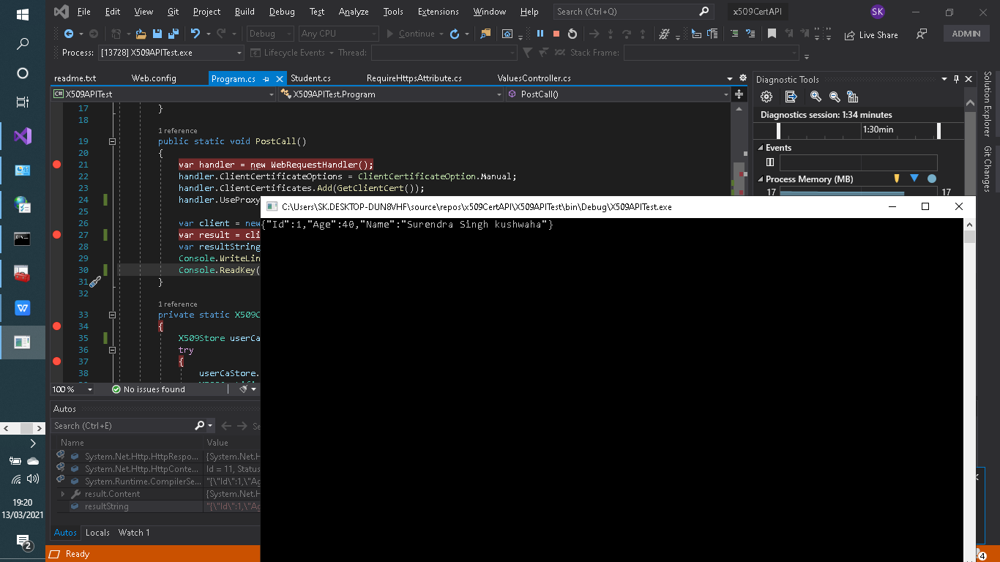 File Edit View Git Project Build Debug Test Analyze Tools Extensions Window Help Search (Ctrl+Q) x509CertAPI SK
Debug Any CPU Continue Live Share ADMIN
Process: [13728] X509APITest.exe Lifecycle Events Thread: Stack Frame:
readme.txt Web.config Program.cs Student.cs RequireHttpsAttribute.cs ValuesController.cs
C# X509APITest X509APITest.Program PostCall()
17 }
18
1 reference
19 public static void PostCall()
20 {
21 var handler = new WebRequestHandler();
22 handler.ClientCertificateOptions = ClientCertificateOption.Manual;
23 handler.ClientCertificates.Add(GetClientCert());
24 handler.UseProxy
var client = new
27 var result = cli
28 var resultString
29 Console.WriteLin
30 Console.ReadKey(
31 }
32
1 reference
33 private static X509C
34 {
35 X509Store userCa
36 try
37 {
38 userCaStore.
100 % No issues found
Diagnostic Tools
Diagnostics session: 1:34 minutes
1:30min
Events
Process Memory (MB)
17 17
Solution Explorer
Git Changes
C:\Users\SK.DESKTOP-DUN8VHF\source\repos\x509CertAPI\X509APITest\bin\Debug\X509APITest.exe
{"Id":1,"Age":40,"Name":"Surendra Singh kushwaha"}
Autos
Search (Ctrl+E)
Name Value
System.Net.Http.HttpRespo... {System.Net.H
System.Net.Http.HttpConte... Id = 11, Status
System.Runtime.CompilerSe... "{\"Id\":1,\"Ag
result.Content {System.Net.H
resultString "{\"Id\":1,\"Ag
Autos Locals Watch 1
Ready
4
19:20
13/03/2021
2